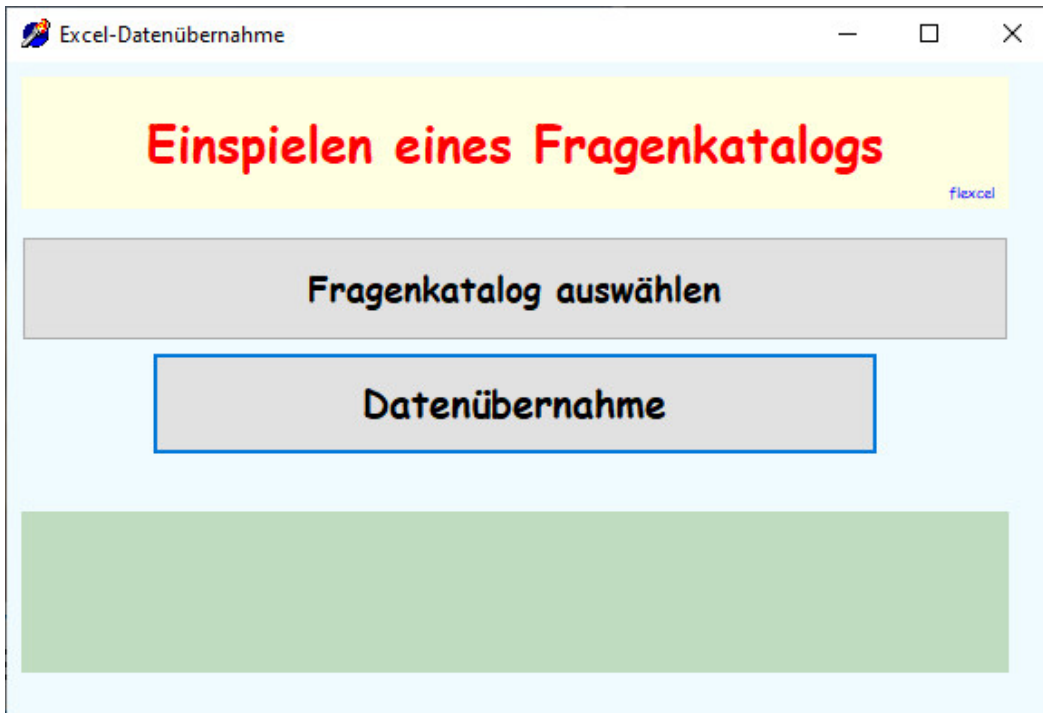 Excel-Datenübernahme
Einspielen eines Fragenkatalogs
flexcel
Fragenkatalog auswählen
Datenübernahme